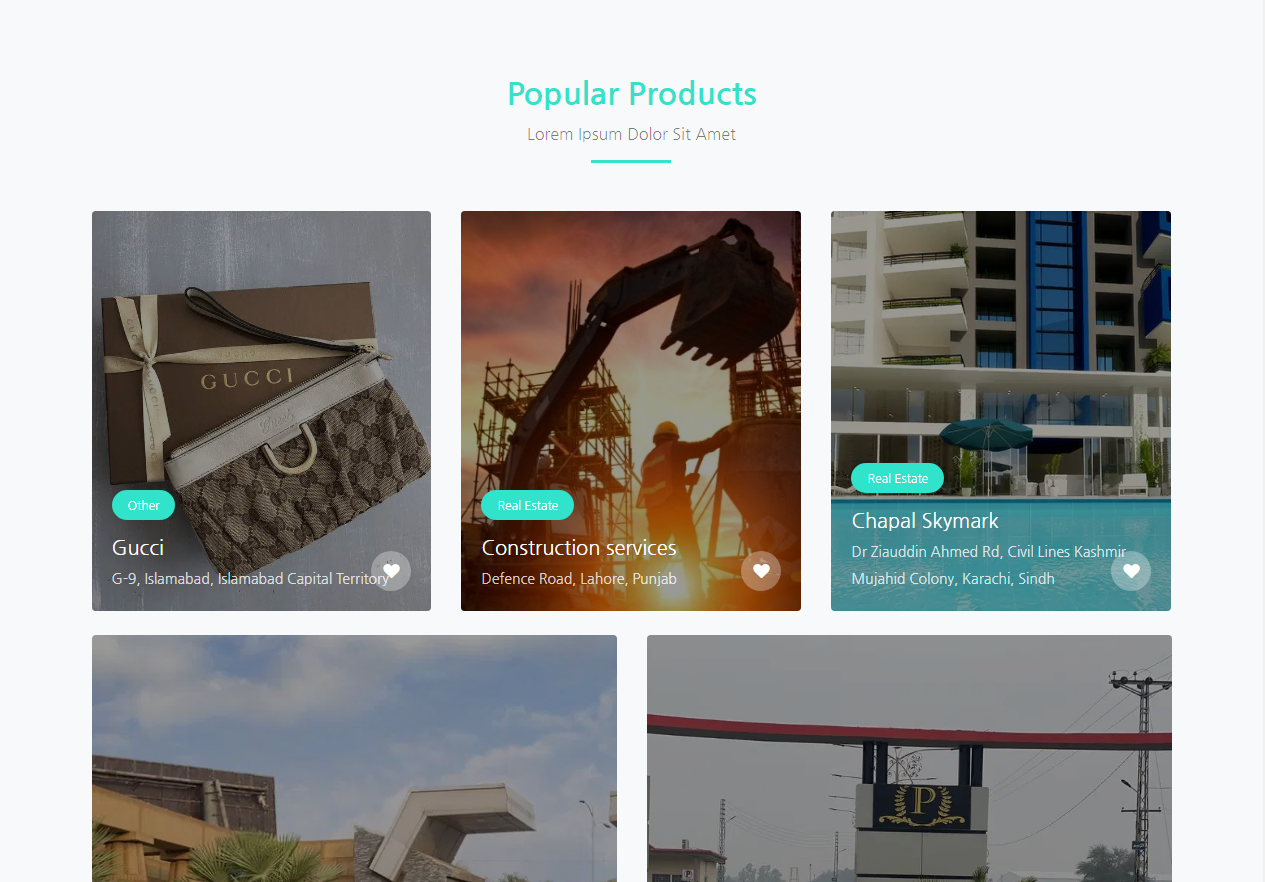 Popular Products
Lorem Ipsum Dolor Sit Amet
GUCCI
Other
Gucci
G-9, Islamabad, Islamabad Capital Territory
Real Estate
Construction services
Defence Road, Lahore, Punjab
Real Estate
Chapal Skymark
Dr Ziauddin Ahmed Rd, Civil Lines Kashmir
Mujahid Colony, Karachi, Sindh
P
P